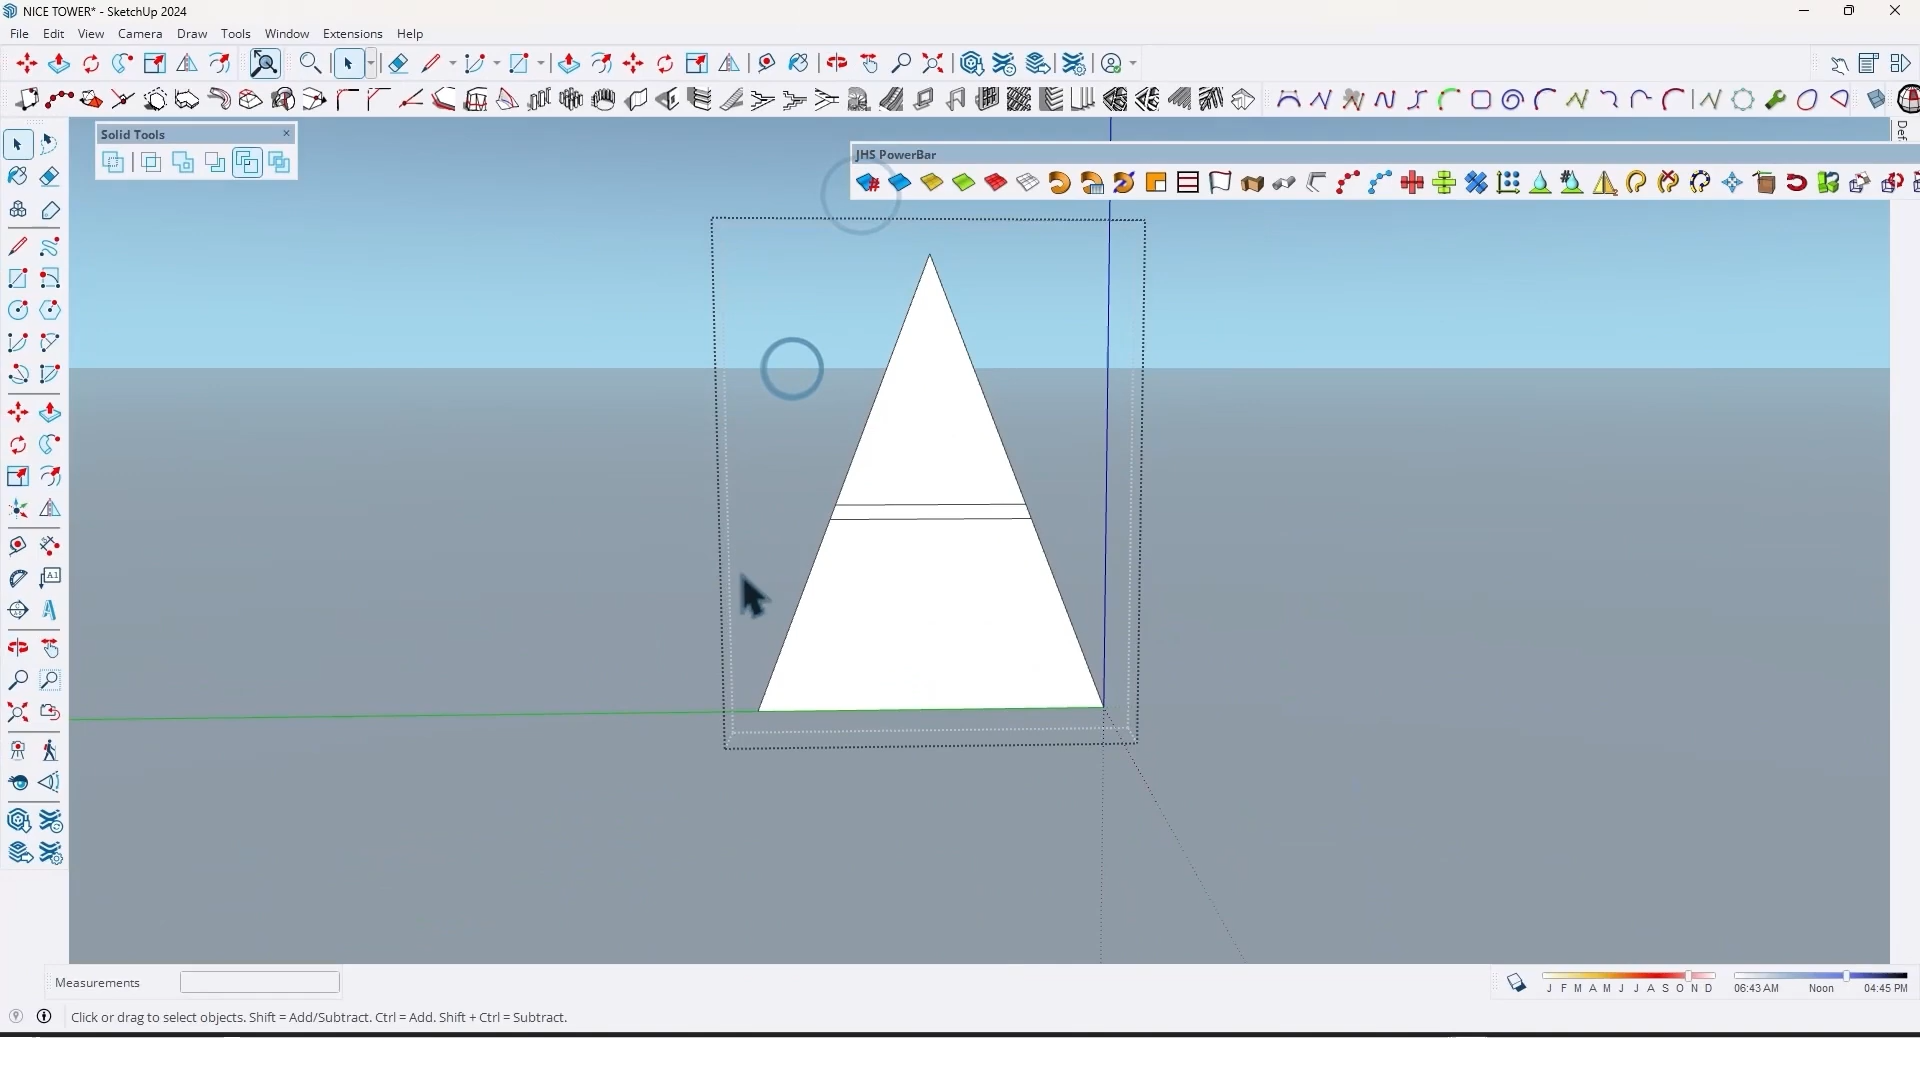 NICE TOWER* - SketchUp 2024
File Edit View Camera Draw Tools Window Extensions Help
Solid Tools
JHS PowerBar
Def
A1
Measurements
J F M A M J J A S O N D
06:43 AM Noon 04:45 PM
Click or drag to select objects. Shift = Add/Subtract. Ctrl = Add. Shift + Ctrl = Subtract.